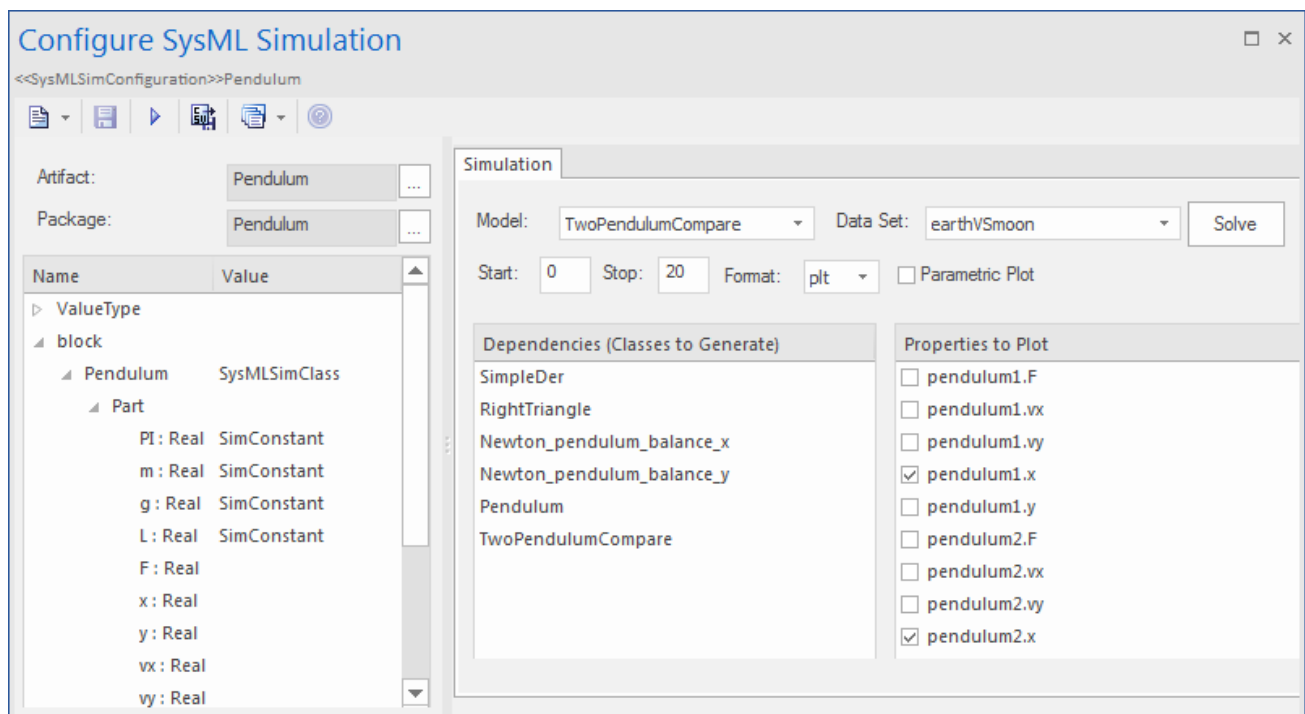 Configure SysML Simulation
<<SysMLSimConfiguration>>Pendulum
Artifact: Pendulum ...
Package: Pendulum ...
Name Value
ValueType
block
Pendulum SysMLSimClass
Part
PI : Real SimConstant
m : Real SimConstant
g : Real SimConstant
L : Real SimConstant
F : Real
x : Real
y : Real
vx : Real
vy : Real
Simulation
Model: TwoPendulumCompare Data Set: earthVSmoon Solve
Start: 0 Stop: 20 Format: plt Parametric Plot
Dependencies (Classes to Generate)
SimpleDer
RightTriangle
Newton_pendulum_balance_x
Newton_pendulum_balance_y
Pendulum
TwoPendulumCompare
Properties to Plot
pendulum1.F
pendulum1.vx
pendulum1.vy
pendulum1.x
pendulum1.y
pendulum2.F
pendulum2.vx
pendulum2.vy
pendulum2.x